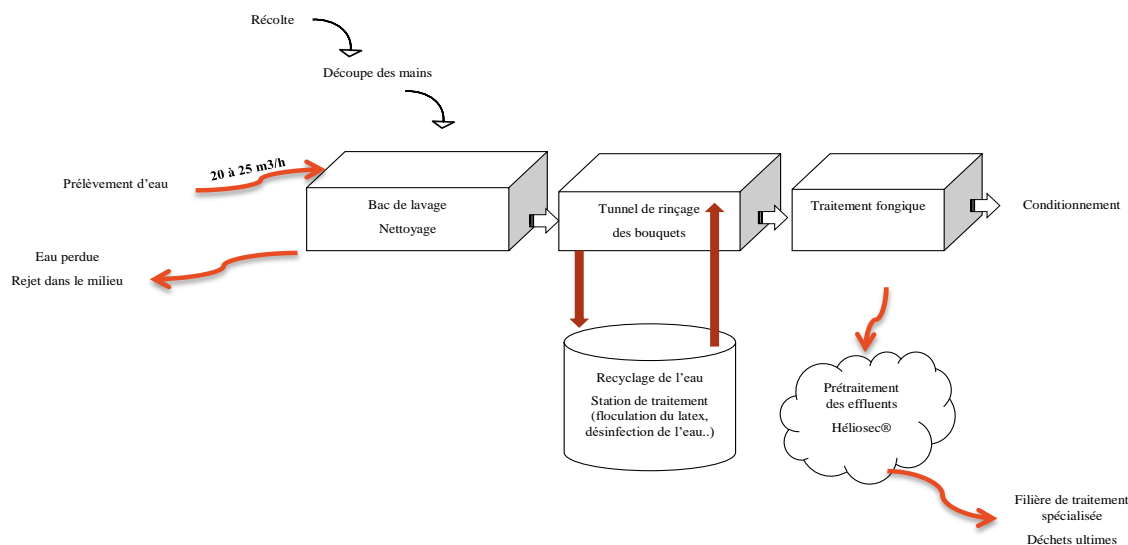 Récolte
Découpe des mains
20 à 25 m3/h
Prélèvement d'eau
Bac de lavage
Nettoyage
Tunnel de rinçage
des bouquets
Traitement fongique
Conditionnement
Eau perdue
Rejet dans le milieu
Recyclage de l'eau
Station de traitement
(floculation du latex,
désinfection de l'eau..)
Prétraitement
des effluents
Héliosec®
Filière de traitement
spécialisée
Déchets ultimes